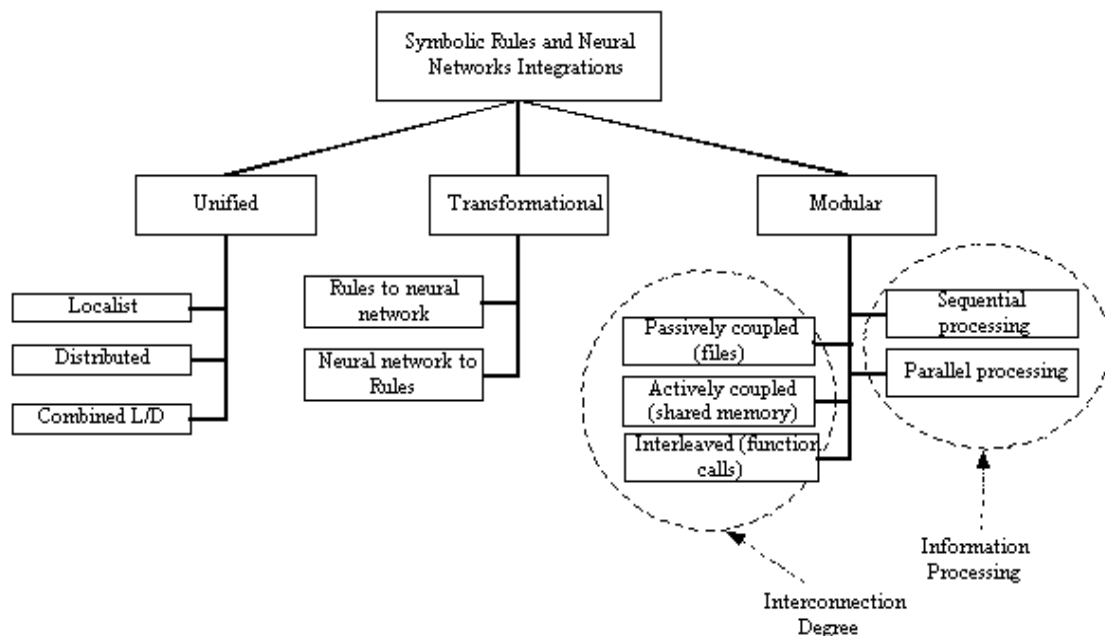 Symbolic Rules and Neural
Networks Integrations
Unified
Transformational
Modular
Localist
Distributed
Combined L/D
Rules to neural
network
Neural network to
Rules
Passively coupled
(files)
Actively coupled
(shared memory)
Interleaved (function
calls)
Sequential
processing
Parallel processing
Interconnection
Degree
Information
Processing